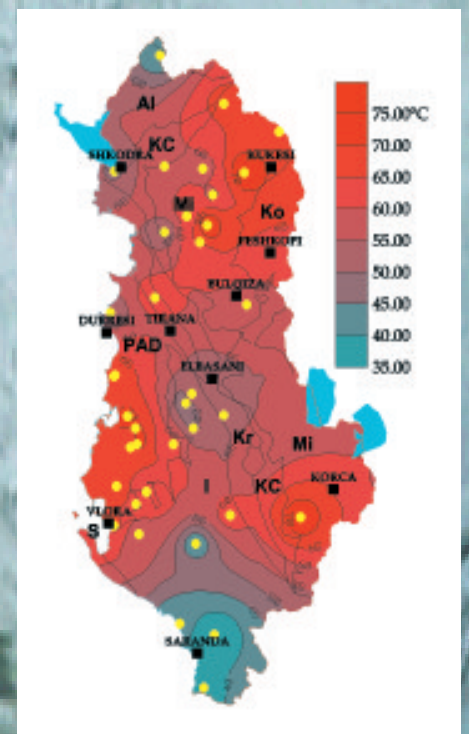 Al
75.00°C
KC
70.00
SHKODRA
KUKESI
65.00
Mi
Ko
60.00
PESHKOPI
55.00
50.00
BULQIZA
45.00
DURRESI
TIRANA
40.00
PAD
35.00
ELBASANI
Kr
Mi
KORCA
I
KC
VLORA
S
SARANDA